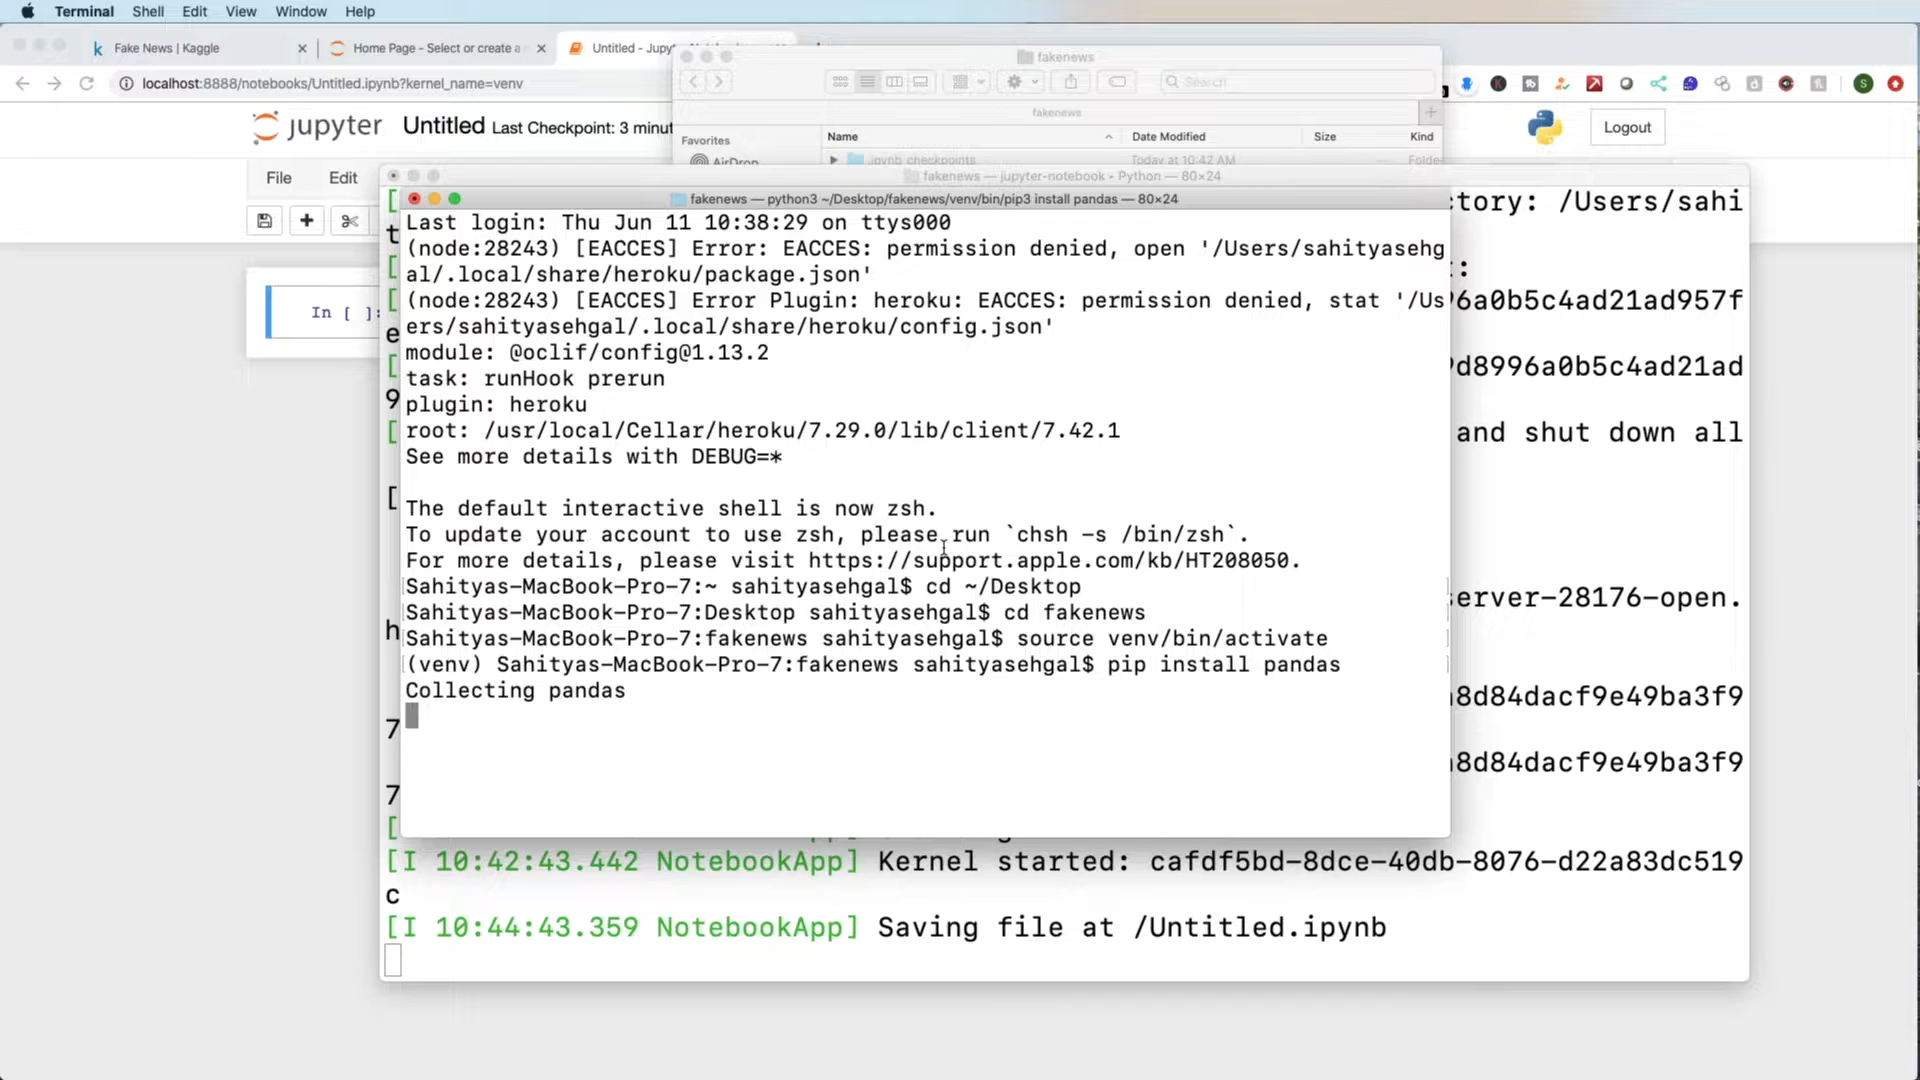 Terminal Shell Edit View Window Help
Fake News | Kaggle
Home Page - Select or create a
Untitled - Jupy
localhost:8888/notebooks/Untitled.ipynb?kernel_name=venv
fakenews
Search
fakenews
Favorites
AirDrop
Name Date Modified Size Kind
.ipynb_checkpoints Today at 10:42 AM Folde
jupyter Untitled Last Checkpoint: 3 minut
Logout
File Edit
In [ ]:
fakenews — jupyter-notebook • Python — 80×24
fakenews — python3 ~/Desktop/fakenews/venv/bin/pip3 install pandas — 80×24
Last login: Thu Jun 11 10:38:29 on ttys000
(node:28243) [EACCES] Error: EACCES: permission denied, open '/Users/sahityasehg
al/.local/share/heroku/package.json'
(node:28243) [EACCES] Error Plugin: heroku: EACCES: permission denied, stat '/Us
ers/sahityasehgal/.local/share/heroku/config.json'
module: @oclif/config@1.13.2
task: runHook prerun
plugin: heroku
root: /usr/local/Cellar/heroku/7.29.0/lib/client/7.42.1
See more details with DEBUG=*
The default interactive shell is now zsh.
To update your account to use zsh, please run `chsh -s /bin/zsh`.
For more details, please visit https://support.apple.com/kb/HT208050.
Sahityas-MacBook-Pro-7:~ sahityasehgal$ cd ~/Desktop
Sahityas-MacBook-Pro-7:Desktop sahityasehgal$ cd fakenews
Sahityas-MacBook-Pro-7:fakenews sahityasehgal$ source venv/bin/activate
(venv) Sahityas-MacBook-Pro-7:fakenews sahityasehgal$ pip install pandas
Collecting pandas
ctory: /Users/sahi
t
:
6a0b5c4ad21ad957f
e
9d8996a0b5c4ad21ad
9
and shut down all
server-28176-open.
h
a8d84dacf9e49ba3f9
7
a8d84dacf9e49ba3f9
7
[I 10:42:43.442 NotebookApp] Kernel started: cafdf5bd-8dce-40db-8076-d22a83dc519
c
[I 10:44:43.359 NotebookApp] Saving file at /Untitled.ipynb